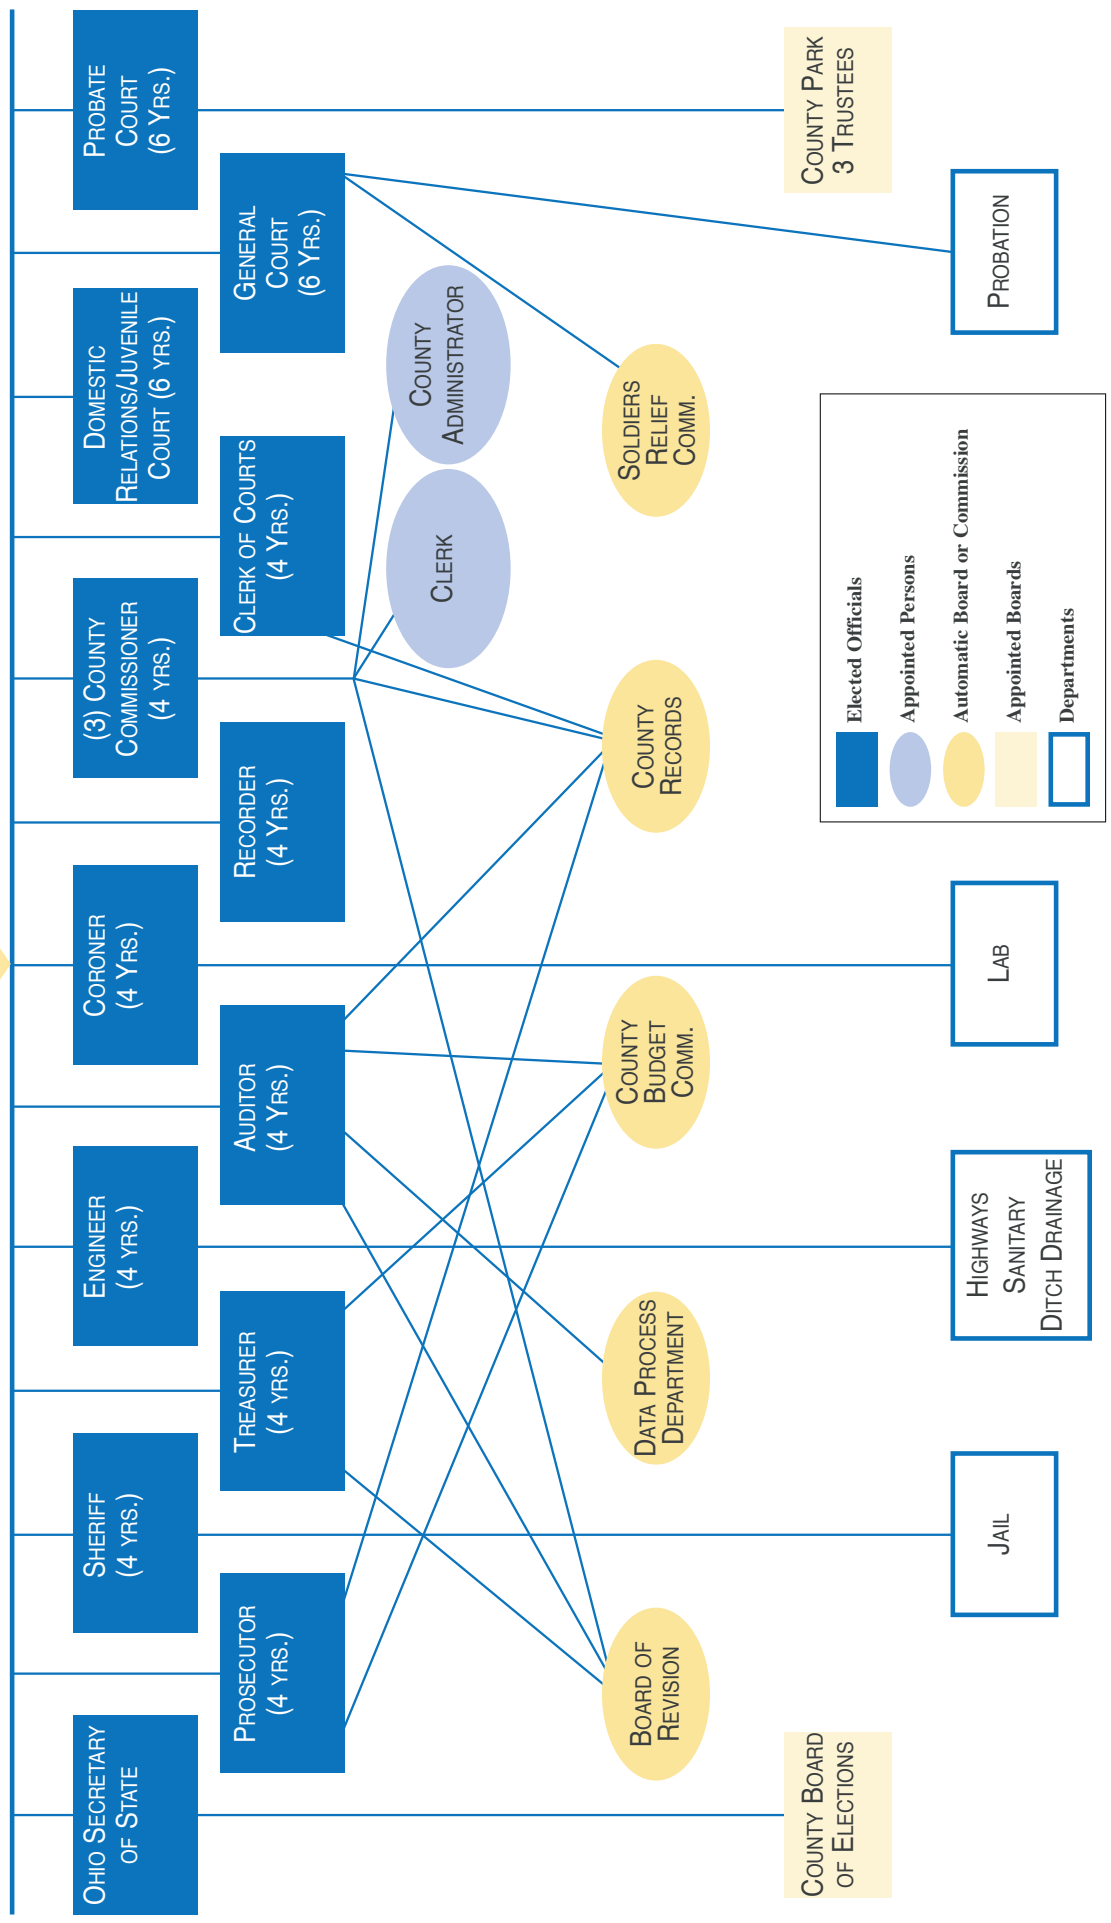 OHIO SECRETARY
OF STATE
SHERIFF
(4 YRS.)
ENGINEER
(4 YRS.)
CORONER
(4 YRS.)
(3) COUNTY
COMMISSIONER
(4 YRS.)
DOMESTIC
RELATIONS/JUVENILE
COURT (6 YRS.)
PROBATE
COURT
(6 YRS.)
PROSECUTOR
(4 YRS.)
TREASURER
(4 YRS.)
AUDITOR
(4 YRS.)
RECORDER
(4 YRS.)
CLERK OF COURTS
(4 YRS.)
GENERAL
COURT
(6 YRS.)
CLERK
COUNTY
ADMINISTRATOR
BOARD OF
REVISION
DATA PROCESS
DEPARTMENT
COUNTY
BUDGET
COMM.
COUNTY
RECORDS
SOLDIERS
RELIEF
COMM.
COUNTY BOARD
OF ELECTIONS
COUNTY PARK
3 TRUSTEES
JAIL
HIGHWAYS
SANITARY
DITCH DRAINAGE
LAB
PROBATION
Elected Officials
Appointed Persons
Automatic Board or Commission
Appointed Boards
Departments